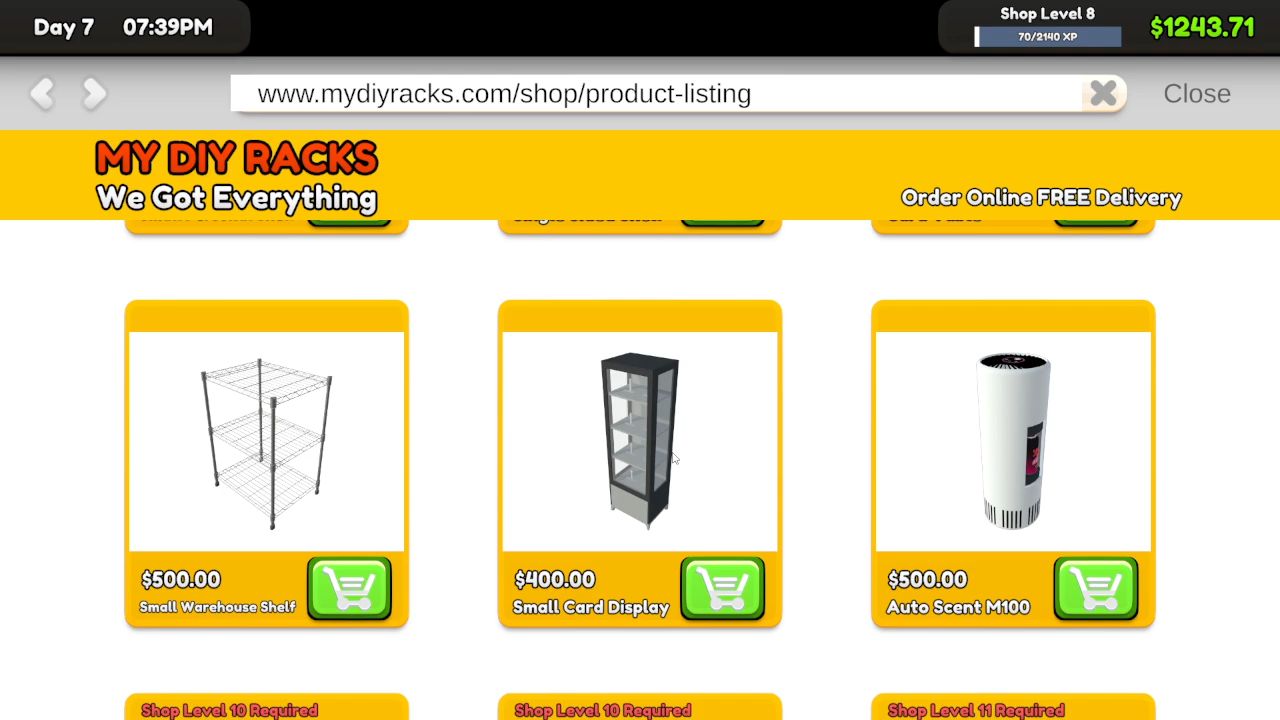 Day 7 07:39PM
Shop Level 8
70/2140 XP
$1243.71
www.mydiyracks.com/shop/product-listing
Close
MY DIY RACKS
We Got Everything
Order Online FREE Delivery
$500.00
Small Warehouse Shelf
$400.00
Small Card Display
$500.00
Auto Scent M100
Shop Level 10 Required
Shop Level 10 Required
Shop Level 11 Required